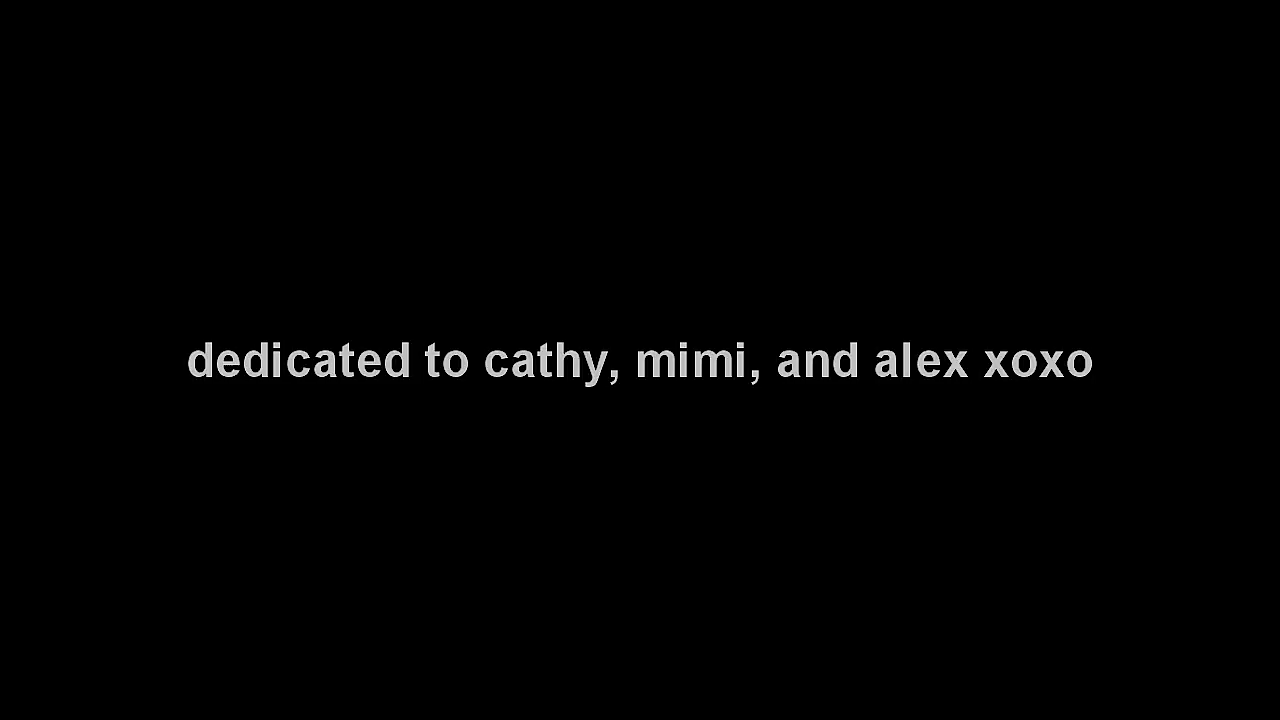 dedicated to cathy, mimi, and alex xoxo